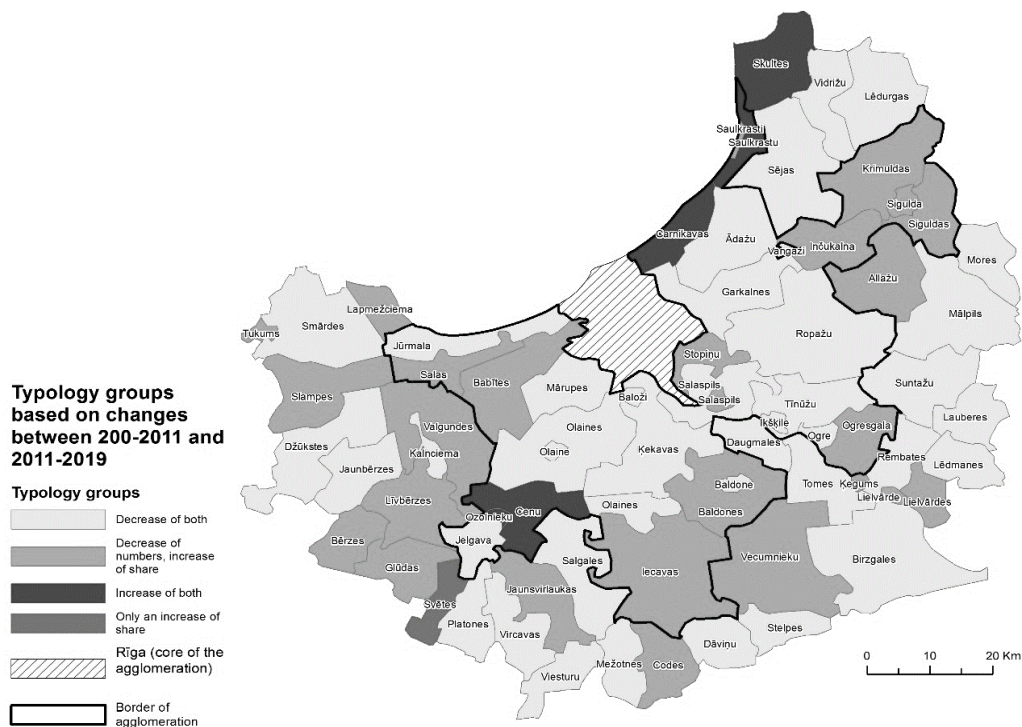 Skultes
Vidrižu
Lēdurgas
Saulkrasti
Saulkrastu
Sējas
Krimuldas
Sigulda
Siguldas
Carnikavas
Ādažu
Vangaži
Inčukalna
Mores
Allažu
Garkalnes
Mālpils
Lapmežciema
Smārdes
Tukums
Ropažu
Jūrmala
Stopiņu
Salas
Babītes
Mārupes
Salaspils
Suntažu
Slampes
Baloži
Salaspils
Tīnūžu
Lauberes
Valgundes
Olaines
Ikšķile
Ogresgala
Džūkstes
Kalnciema
Olaine
Ķekavas
Daugmales
Ogre
Rembates
Lēdmanes
Jaunbērzes
Baldone
Tomes
Ķegums
Līvbērzes
Olaines
Lielvārde
Lielvārdes
Ozolnieku
Cenu
Baldones
Bērzes
Jelgava
Salgales
Vecumnieku
Birzgales
Glūdas
Iecavas
Jaunsvirlaukas
Svētes
Platones
Vircavas
Stelpes
Dāviņu
Mežotnes
Codes
Viesturu
0 10 20 Km
Typology groups
based on changes
between 200-2011 and
2011-2019
Typology groups
Decrease of both
Decrease of
numbers, increase
of share
Increase of both
Only an increase of
share
Rīga (core of the
agglomeration)
Border of
agglomeration